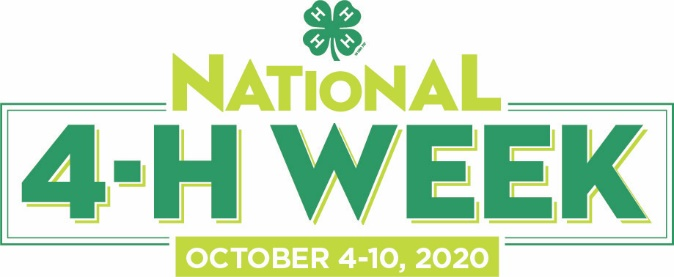 H H
H H
NATIONAL
4-H WEEK
OCTOBER 4-10, 2020